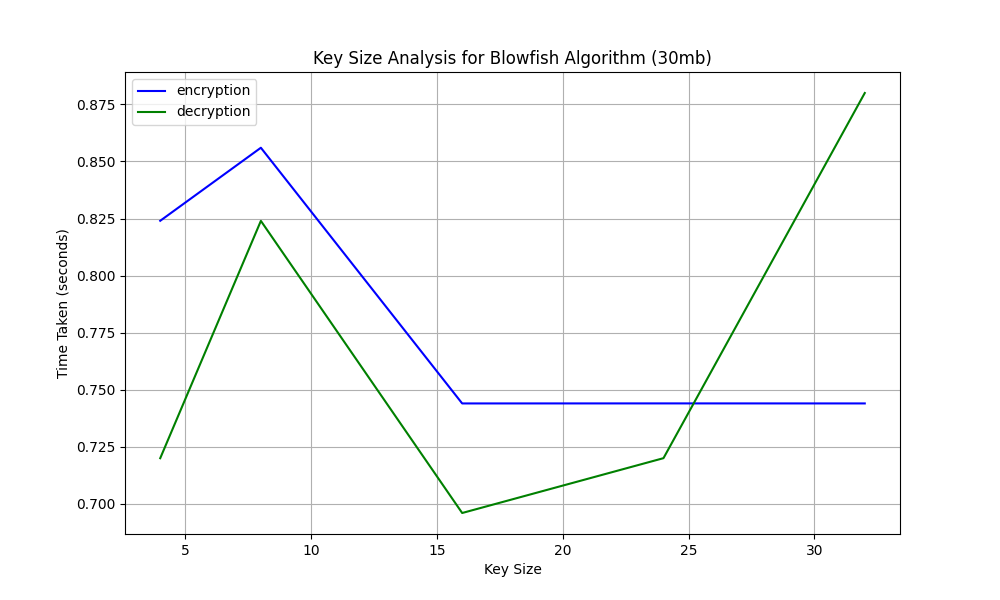 Key Size Analysis for Blowfish Algorithm (30mb)
encryption
decryption
Time Taken (seconds)
0.875
0.850
0.825
0.800
0.775
0.750
0.725
0.700
5 10 15 20 25 30
Key Size